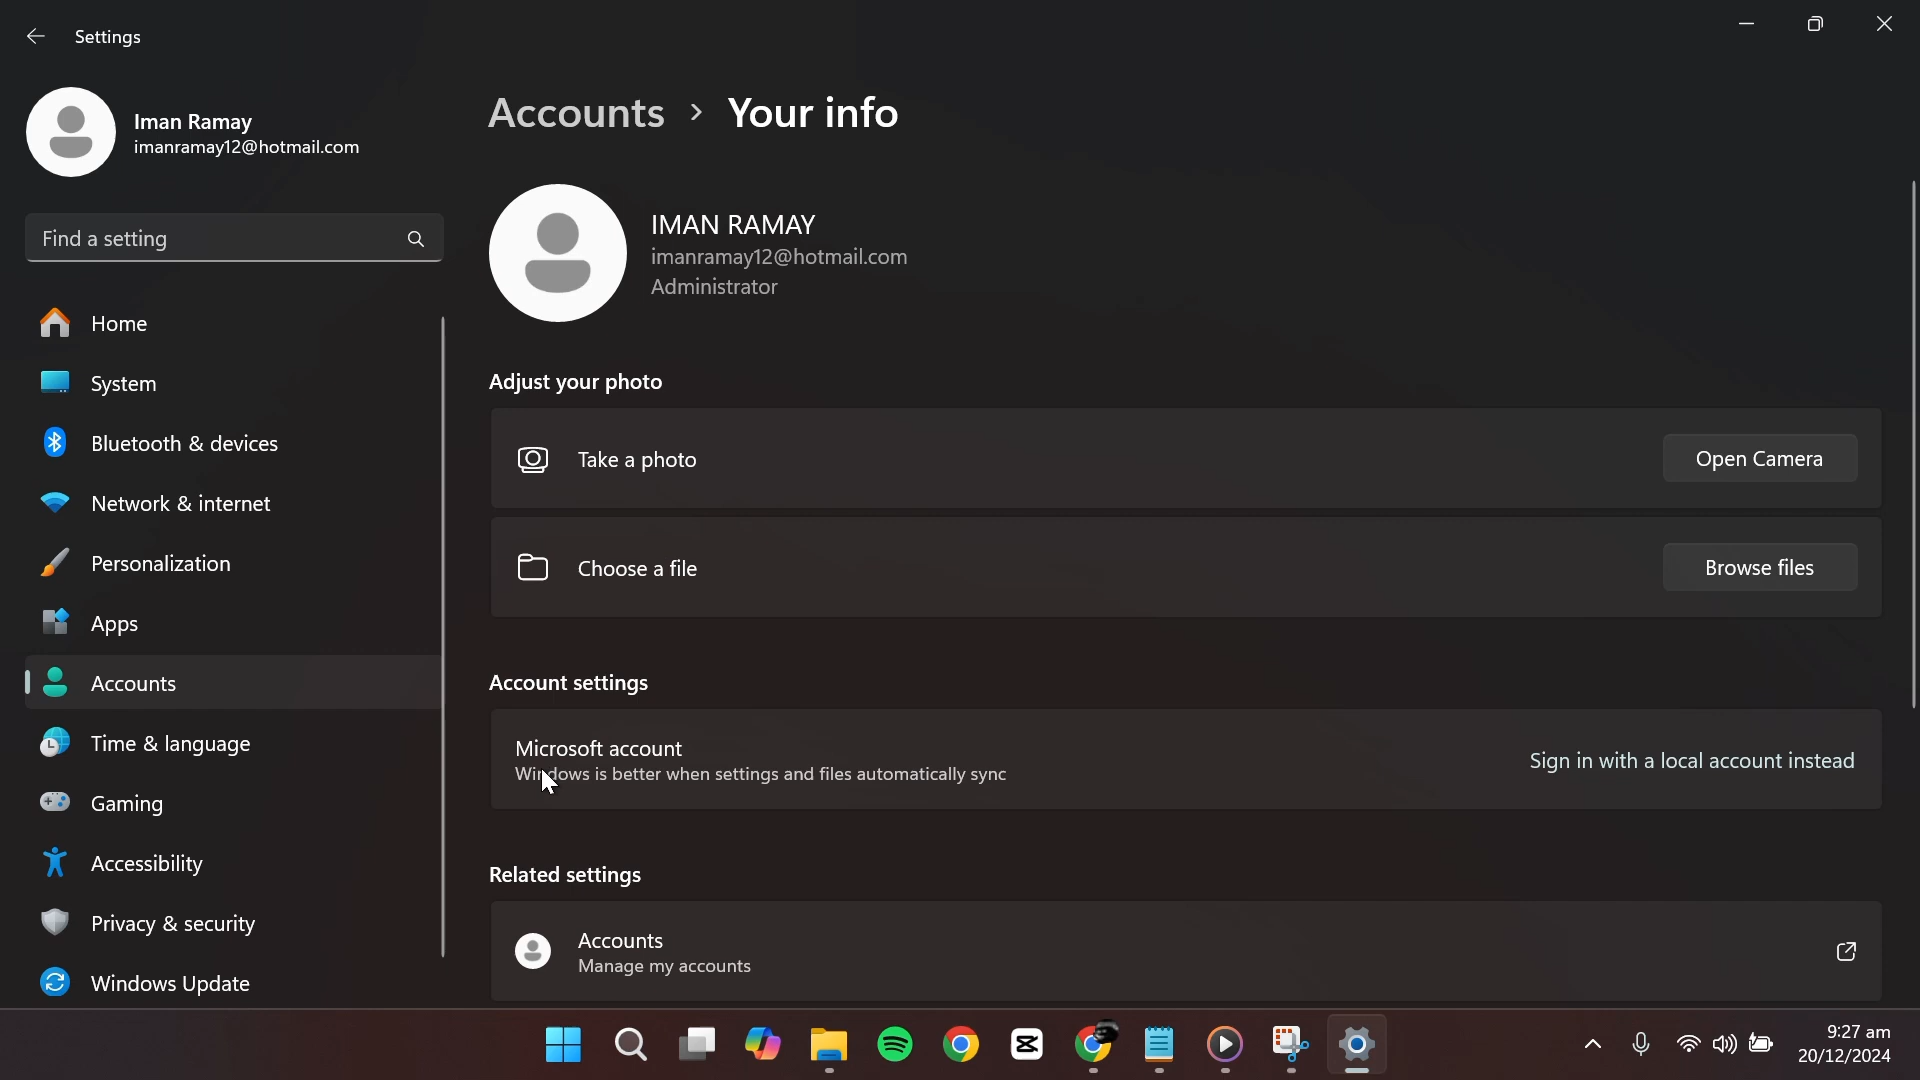 Settings
Iman Ramay
imanramay12@hotmail.com
Find a setting
Home
System
Bluetooth & devices
Network & internet
Personalization
Apps
Accounts
Time & language
Gaming
Accessibility
Privacy & security
Windows Update
Accounts > Your info
IMAN RAMAY
imanramay12@hotmail.com
Administrator
Adjust your photo
Take a photo
Open Camera
Choose a file
Browse files
Account settings
Microsoft account
Windows is better when settings and files automatically sync
Sign in with a local account instead
Related settings
Accounts
Manage my accounts
9:27 am
20/12/2024